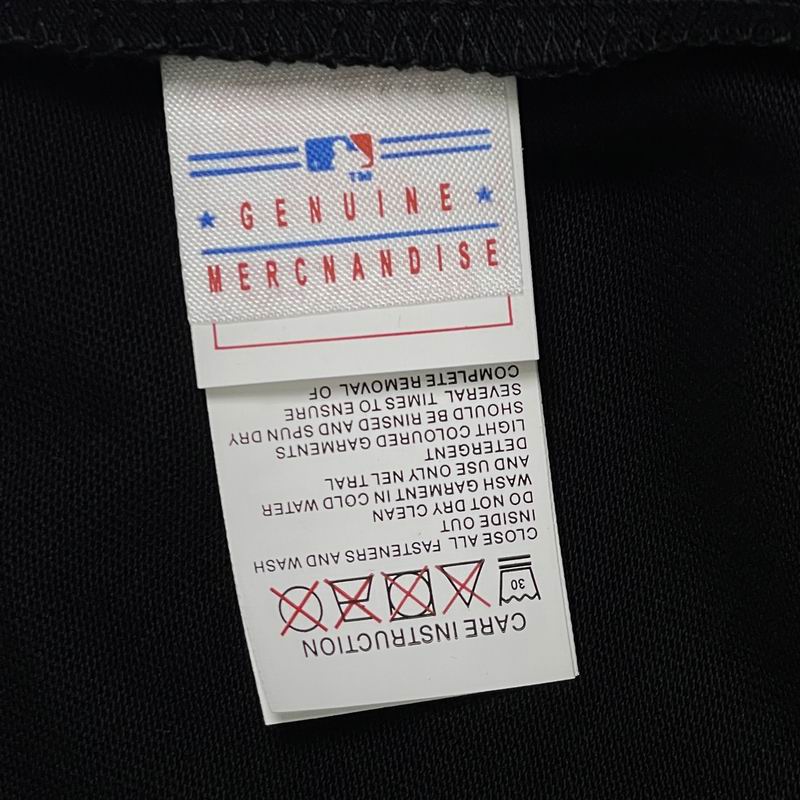 TM
GENUINE
MERCNANDISE
CARE INSTRUCTION
30
CLOSE ALL FASTENERS AND WASH
INSIDE OUT
DO NOT DRY CLEAN
WASH GARMENT IN COLD WATER
AND USE ONLY NEL TRAL
DETERGENT
LIGHT COLOURED GARMENTS
SHOULD BE RINSED AND SPUN DRY
SEVERAL TIMES TO ENSURE
COMPLETE REMOVAL OF